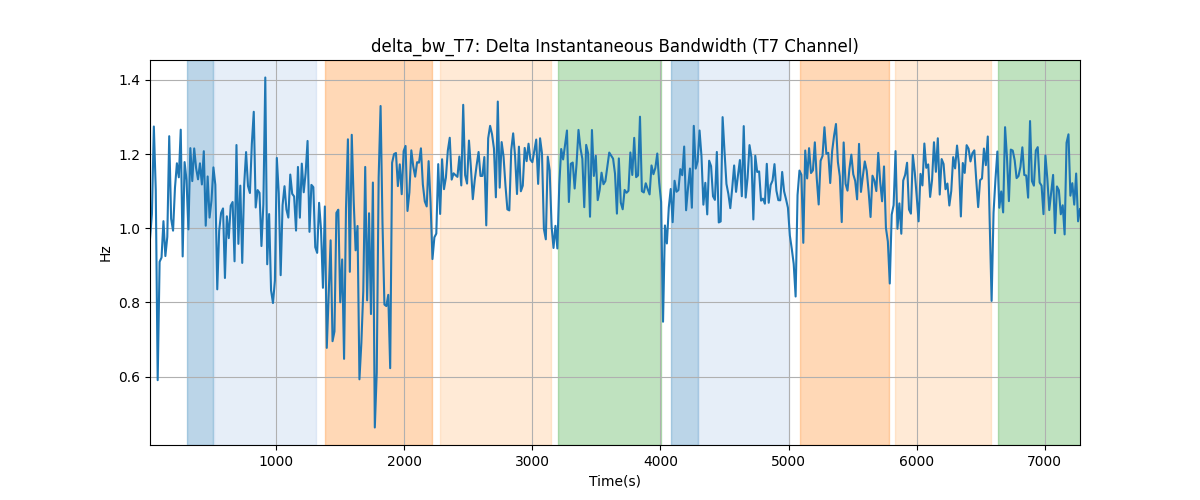 delta_bw_T7: Delta Instantaneous Bandwidth (T7 Channel)
1.4
1.2
1.0
0.8
0.6
Hz
1000 2000 3000 4000 5000 6000 7000
Time(s)